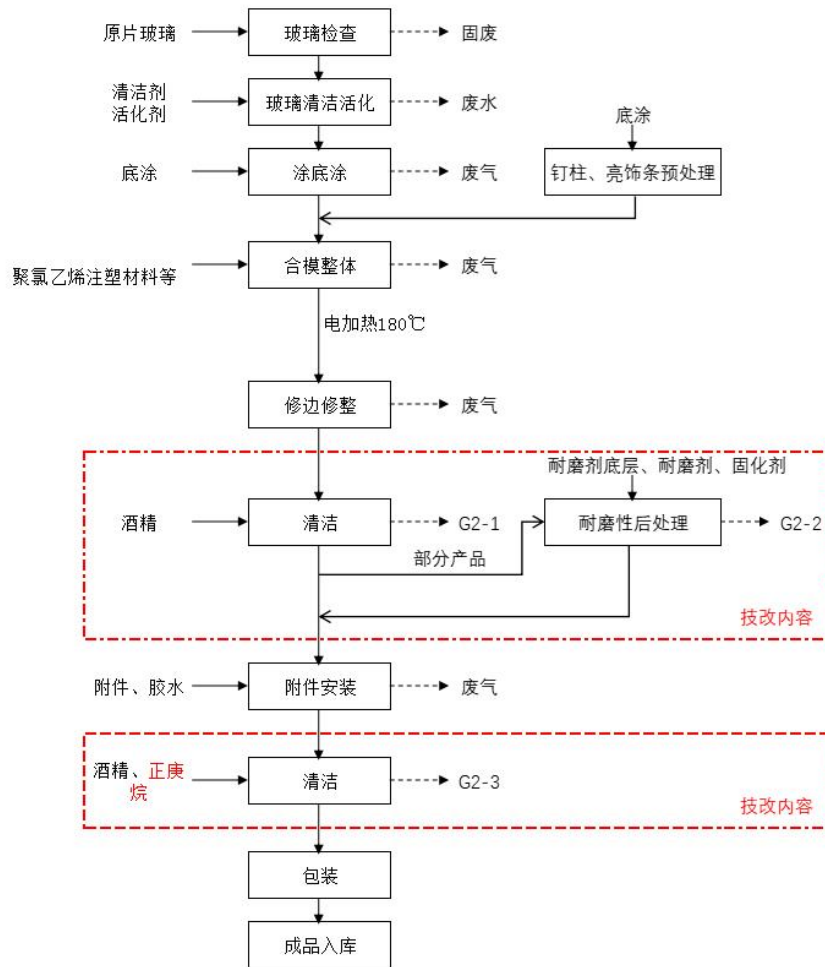 原片玻璃
玻璃检查
固废
清洁剂
活化剂
玻璃清洁活化
废水
底涂
底涂
涂底涂
废气
钉柱、亮饰条预处理
聚氯乙烯注塑材料等
合模整体
废气
电加热180℃
修边修整
废气
耐磨剂底层、耐磨剂、固化剂
酒精
清洁
G2-1
耐磨性后处理
G2-2
部分产品
技改内容
附件、胶水
附件安装
废气
酒精、正庚
烷
清洁
G2-3
技改内容
包装
成品入库